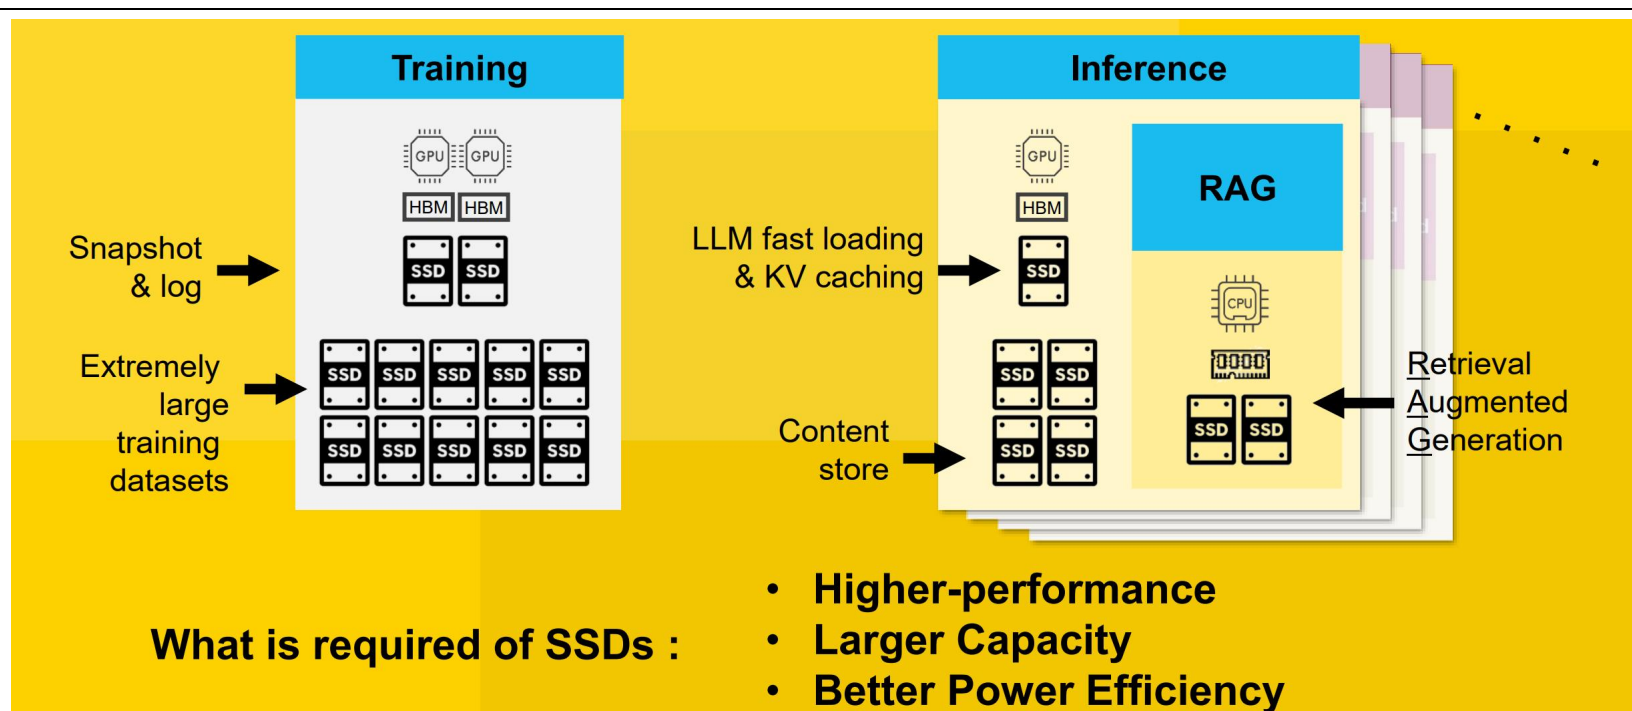 Training
GPU GPU
HBM HBM
Snapshot
& log
SSD SSD
Extremely
large
training
datasets
SSD SSD SSD SSD SSD
SSD SSD SSD SSD SSD
Inference
GPU
HBM
LLM fast loading
& KV caching
SSD
Content
store
SSD SSD
SSD SSD
RAG
CPU
SSD SSD
Retrieval
Augmented
Generation
What is required of SSDs :
• Higher-performance
• Larger Capacity
• Better Power Efficiency